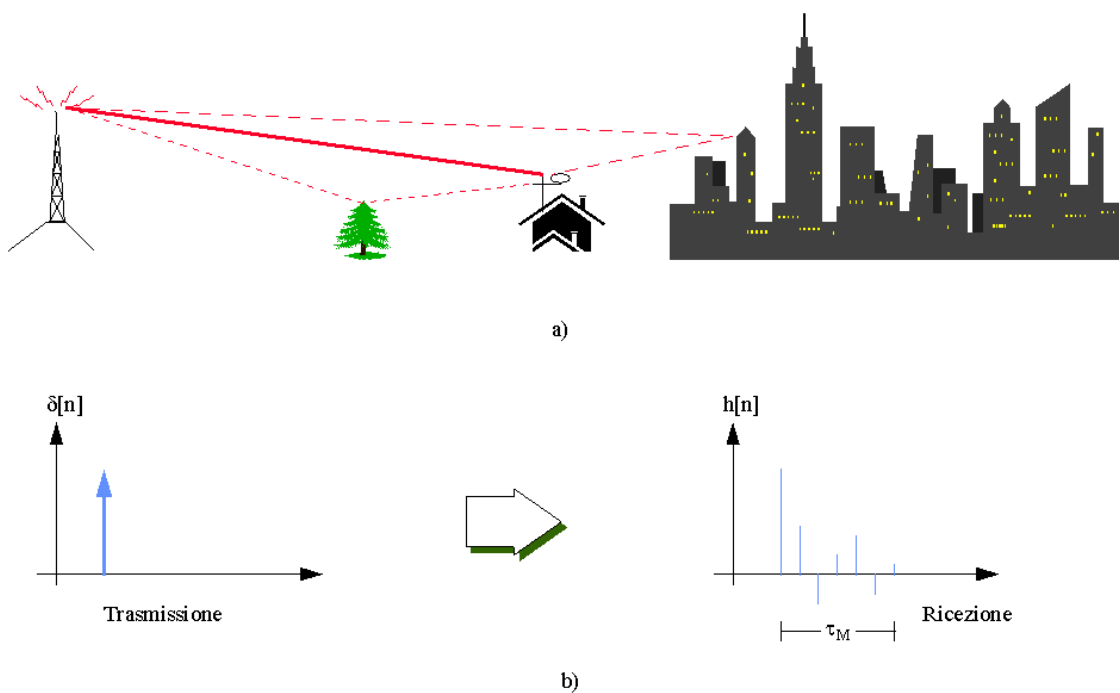 a)
δ[n]
h[n]
Trasmissione
Ricezione
τM
b)